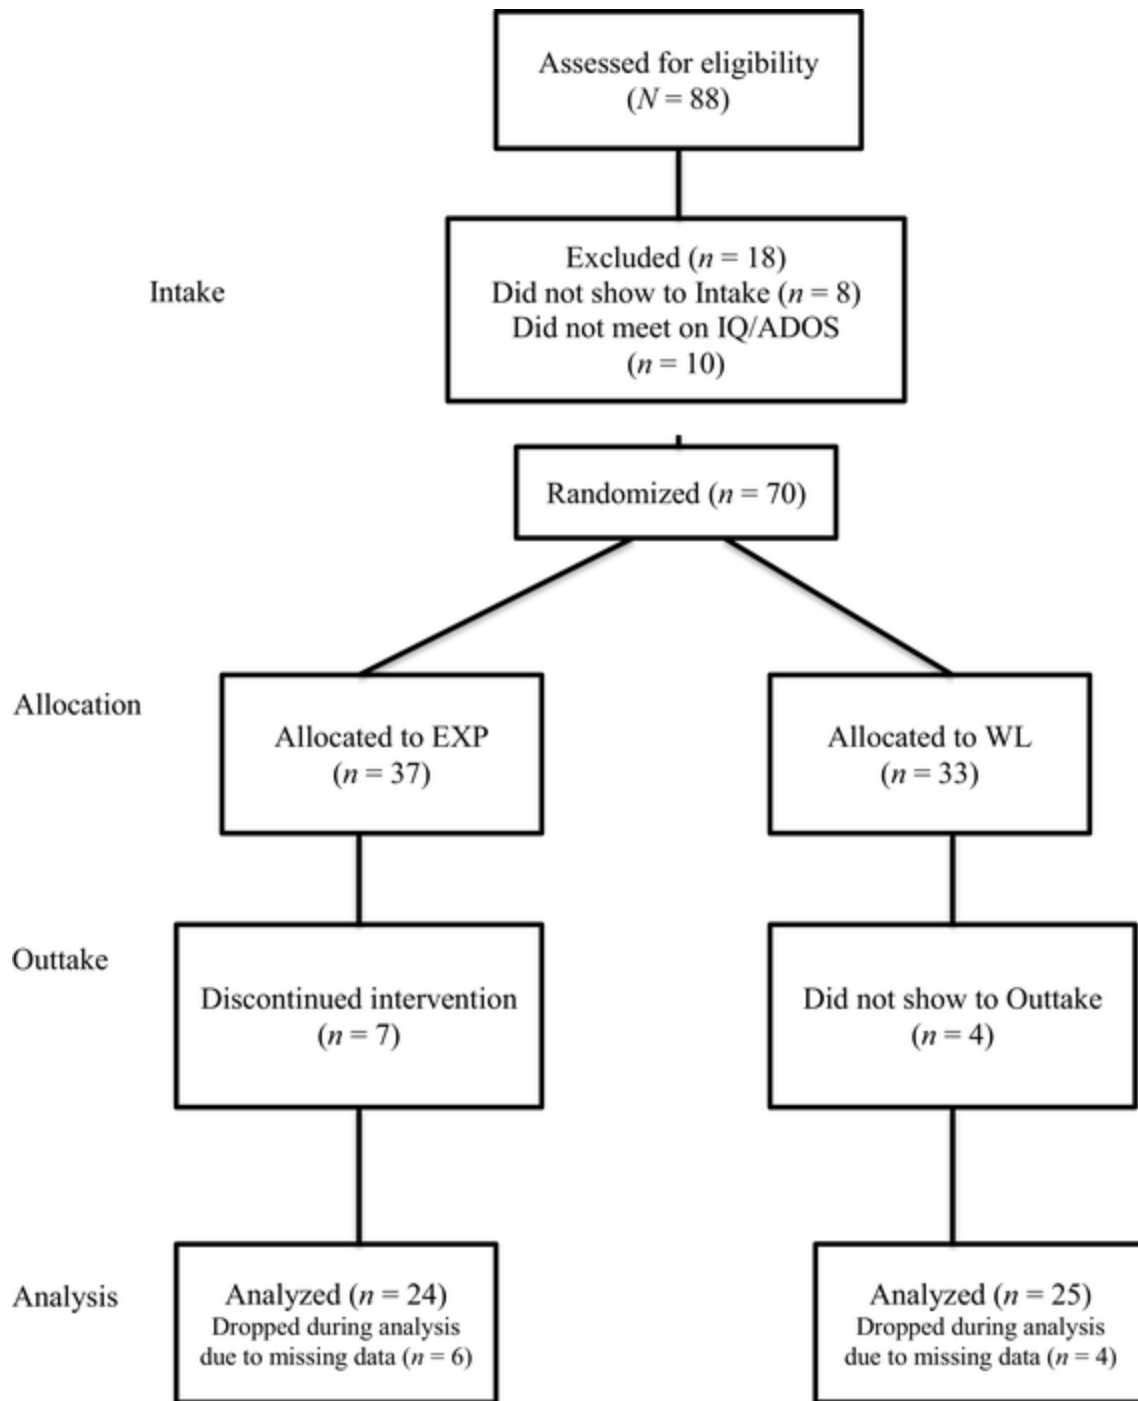 Assessed for eligibility
(N = 88)
Intake
Excluded (n = 18)
Did not show to Intake (n = 8)
Did not meet on IQ/ADOS
(n = 10)
Randomized (n = 70)
Allocation
Allocated to EXP
(n = 37)
Allocated to WL
(n = 33)
Outtake
Discontinued intervention
(n = 7)
Did not show to Outtake
(n = 4)
Analysis
Analyzed (n = 24)
Dropped during analysis
due to missing data (n = 6)
Analyzed (n = 25)
Dropped during analysis
due to missing data (n = 4)